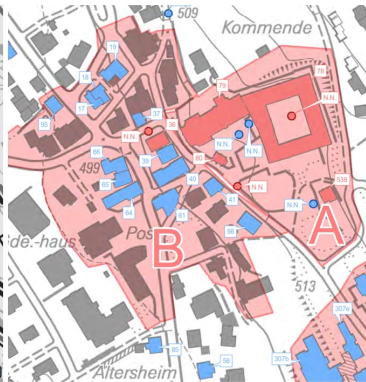 509
Kommende
19
18
17
95
79
78
N.N.
37
36
N.N.
N.N.
N.N.
66
499
39
80
65
40
N.N.
538
64
41
N.N.
61
98
A
de.-haus
Pos
B
513
307a
85
58
307b
Altersheim